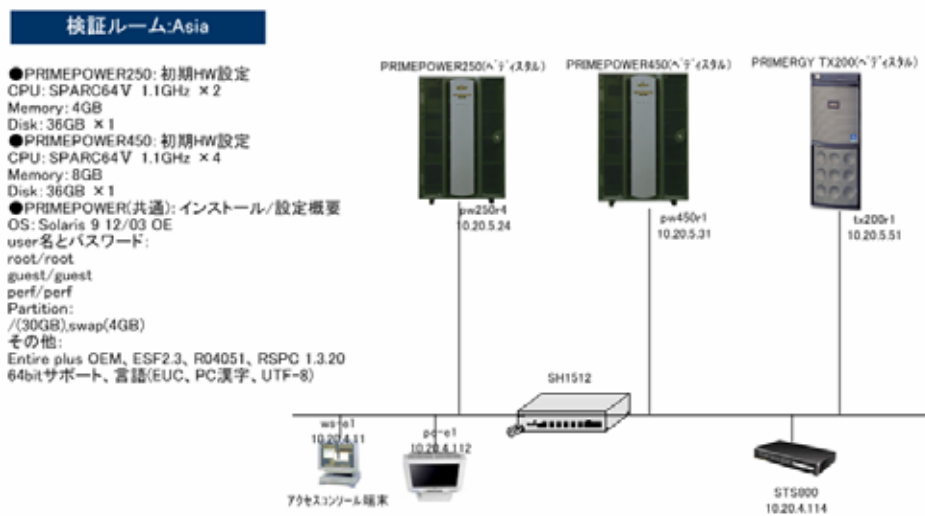 検証ルーム:Asia
●PRIMEPOWER250: 初期HW設定
CPU: SPARC64Ⅴ 1.1GHz ×2
Memory: 4GB
Disk: 36GB ×1
●PRIMEPOWER450: 初期HW設定
CPU: SPARC64Ⅴ 1.1GHz ×4
Memory: 8GB
Disk: 36GB ×1
●PRIMEPOWER(共通): インストール/設定概要
OS: Solaris 9 12/03 OE
user名とパスワード:
root/root
guest/guest
perf/perf
Partition:
/(30GB),swap(4GB)
その他:
Entire plus OEM、ESF2.3、R04051、RSPC 1.3.20
64bitサポート、言語(EUC、PC漢字、UTF-8)
PRIMEPOWER250(ペディスタル)
PRIMEPOWER450(ペディスタル)
PRIMERGY TX200(ペディスタル)
pw250r4
10.20.5.24
pw450r1
10.20.5.31
tx200r1
10.20.5.51
SH1512
ws-e1
10.20.4.11
pc-e1
10.20.4.112
アクセスコンソール端末
STS800
10.20.4.114